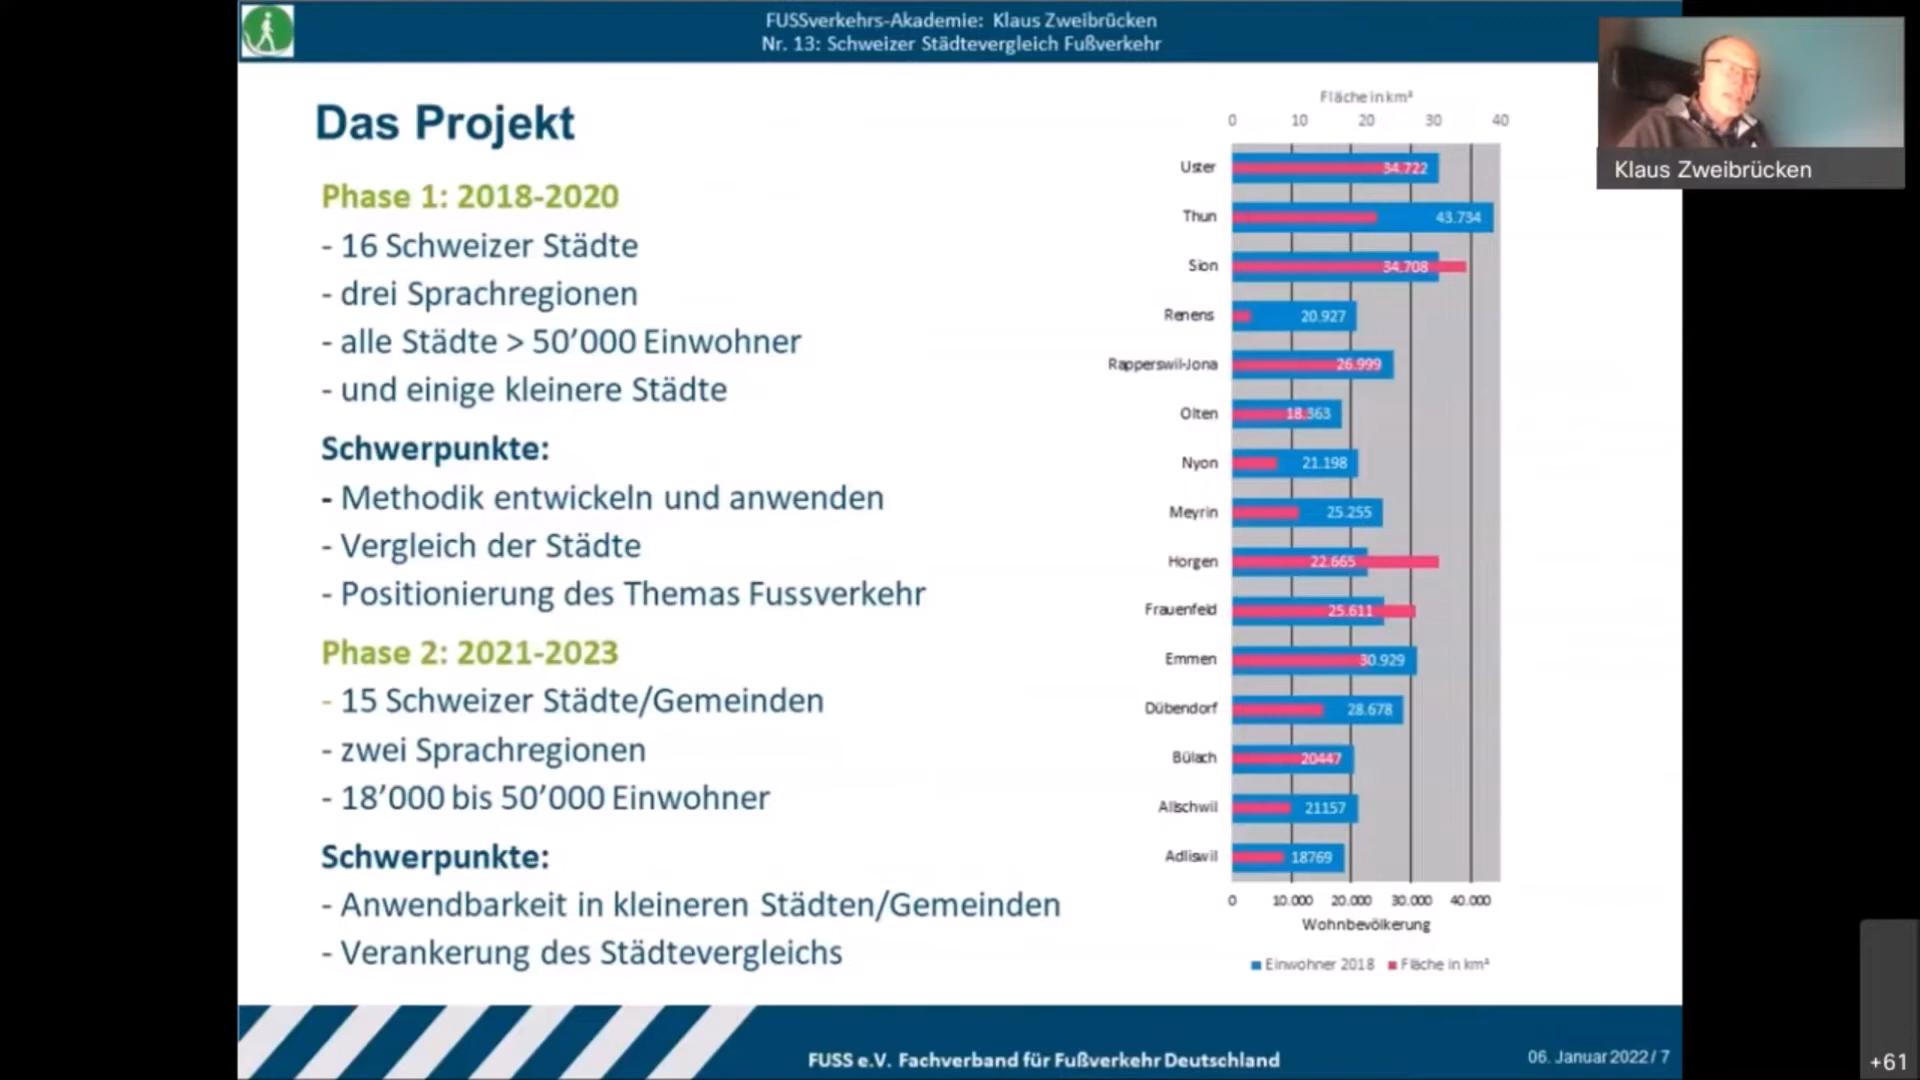 FUSSverkehrs-Akademie: Klaus Zweibrücken
Nr. 13: Schweizer Städtevergleich Fußverkehr
Klaus Zweibrücken
Das Projekt
Phase 1: 2018-2020
- 16 Schweizer Städte
- drei Sprachregionen
- alle Städte > 50’000 Einwohner
- und einige kleinere Städte
Schwerpunkte:
- Methodik entwickeln und anwenden
- Vergleich der Städte
- Positionierung des Themas Fussverkehr
Phase 2: 2021-2023
- 15 Schweizer Städte/Gemeinden
- zwei Sprachregionen
- 18’000 bis 50’000 Einwohner
Schwerpunkte:
- Anwendbarkeit in kleineren Städten/Gemeinden
- Verankerung des Städtevergleichs
Fläche in km²
0 10 20 30 40
Uster 34.722
Thun 43.734
Sion 34.708
Renens 20.927
Rapperswil-Jona 26.999
Olten 18.363
Nyon 21.198
Meyrin 25.255
Horgen 22.665
Frauenfeld 25.611
Emmen 30.929
Dübendorf 28.678
Bülach 20447
Allschwil 21157
Adliswil 18769
0 10.000 20.000 30.000 40.000
Wohnbevölkerung
Einwohner 2018 Fläche in km²
FUSS e.V. Fachverband für Fußverkehr Deutschland
06. Januar 2022 / 7
+61